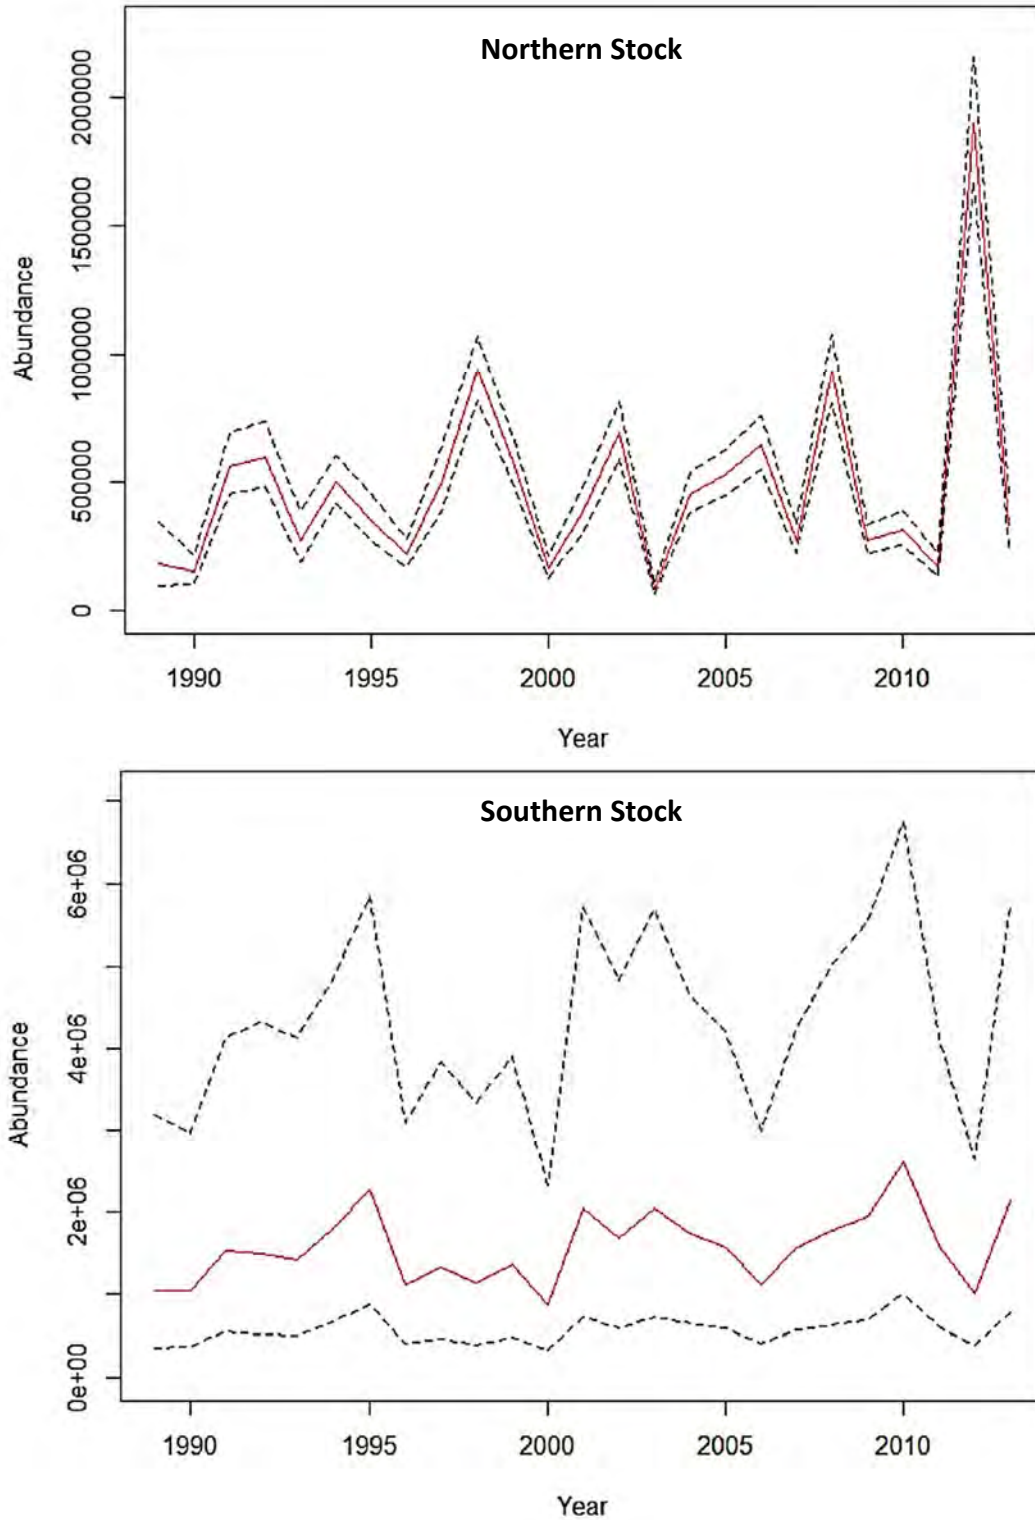 Northern Stock
Abundance
2000000
1500000
1000000
500000
0
1990 1995 2000 2005 2010
Year
Southern Stock
Abundance
6e+06
4e+06
2e+06
0e+00
1990 1995 2000 2005 2010
Year